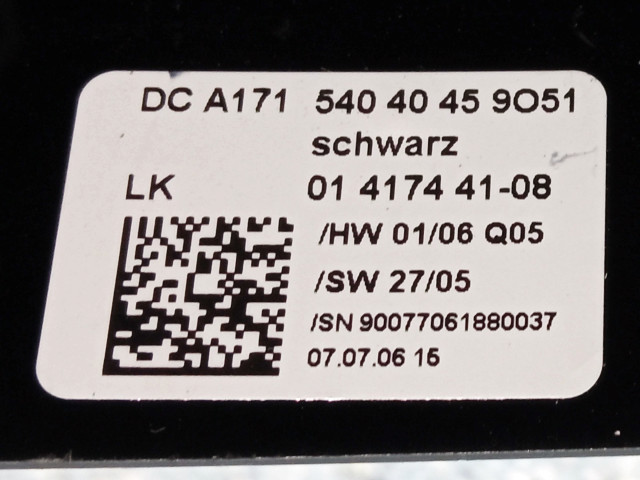 DC A171 540 40 45 9O51
schwarz
LK 01 4174 41-08
/HW 01/06 Q05
/SW 27/05
/SN 90077061880037
07.07.06 15